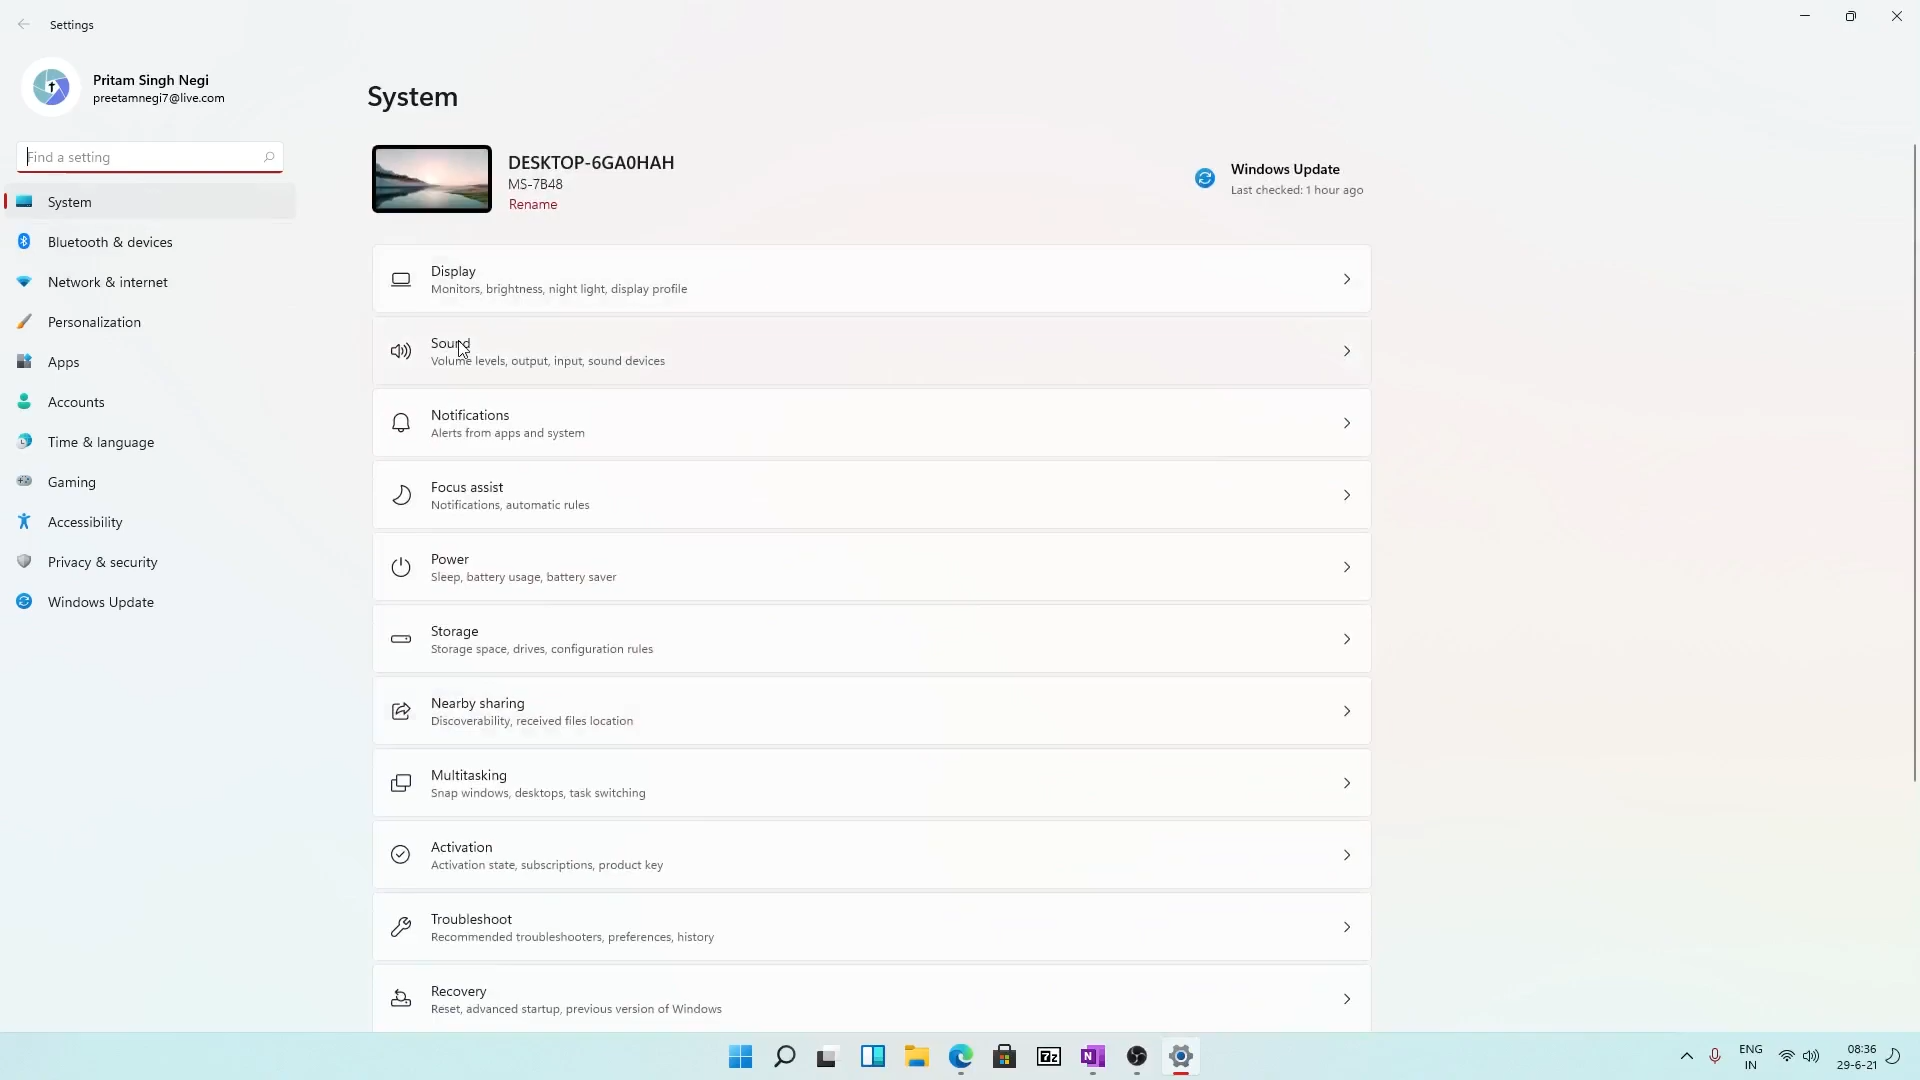 Settings
Pritam Singh Negi
preetamnegi7@live.com
Find a setting
System
Bluetooth & devices
Network & internet
Personalization
Apps
Accounts
Time & language
Gaming
Accessibility
Privacy & security
Windows Update
System
DESKTOP-6GA0HAH
MS-7B48
Rename
Windows Update
Last checked: 1 hour ago
Display
Monitors, brightness, night light, display profile
Sound
Volume levels, output, input, sound devices
Notifications
Alerts from apps and system
Focus assist
Notifications, automatic rules
Power
Sleep, battery usage, battery saver
Storage
Storage space, drives, configuration rules
Nearby sharing
Discoverability, received files location
Multitasking
Snap windows, desktops, task switching
Activation
Activation state, subscriptions, product key
Troubleshoot
Recommended troubleshooters, preferences, history
Recovery
Reset, advanced startup, previous version of Windows
7z
N
ENG
IN
08:36
29-6-21